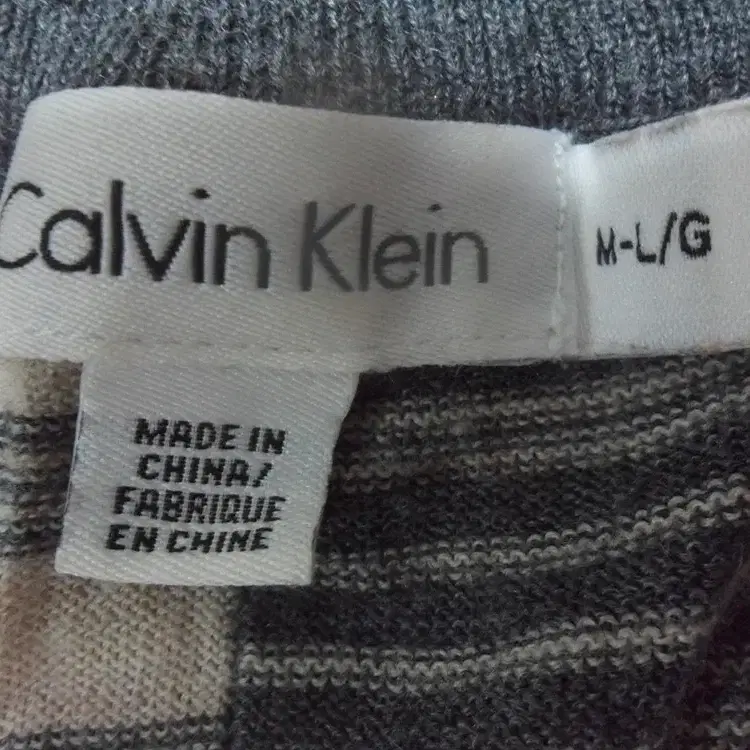 Calvin Klein
M-L/G
MADE IN
CHINA/
FABRIQUE
EN CHINE